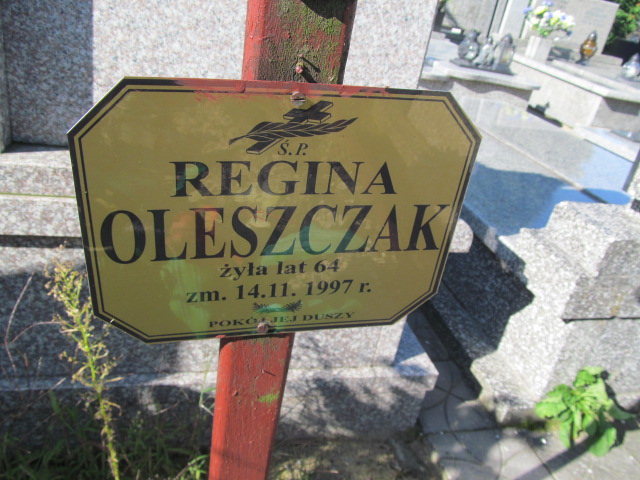 Ś.P.
REGINA
OLESZCZAK
żyła lat 64
zm. 14.11. 1997 r.
POKÓJ JEJ DUSZY